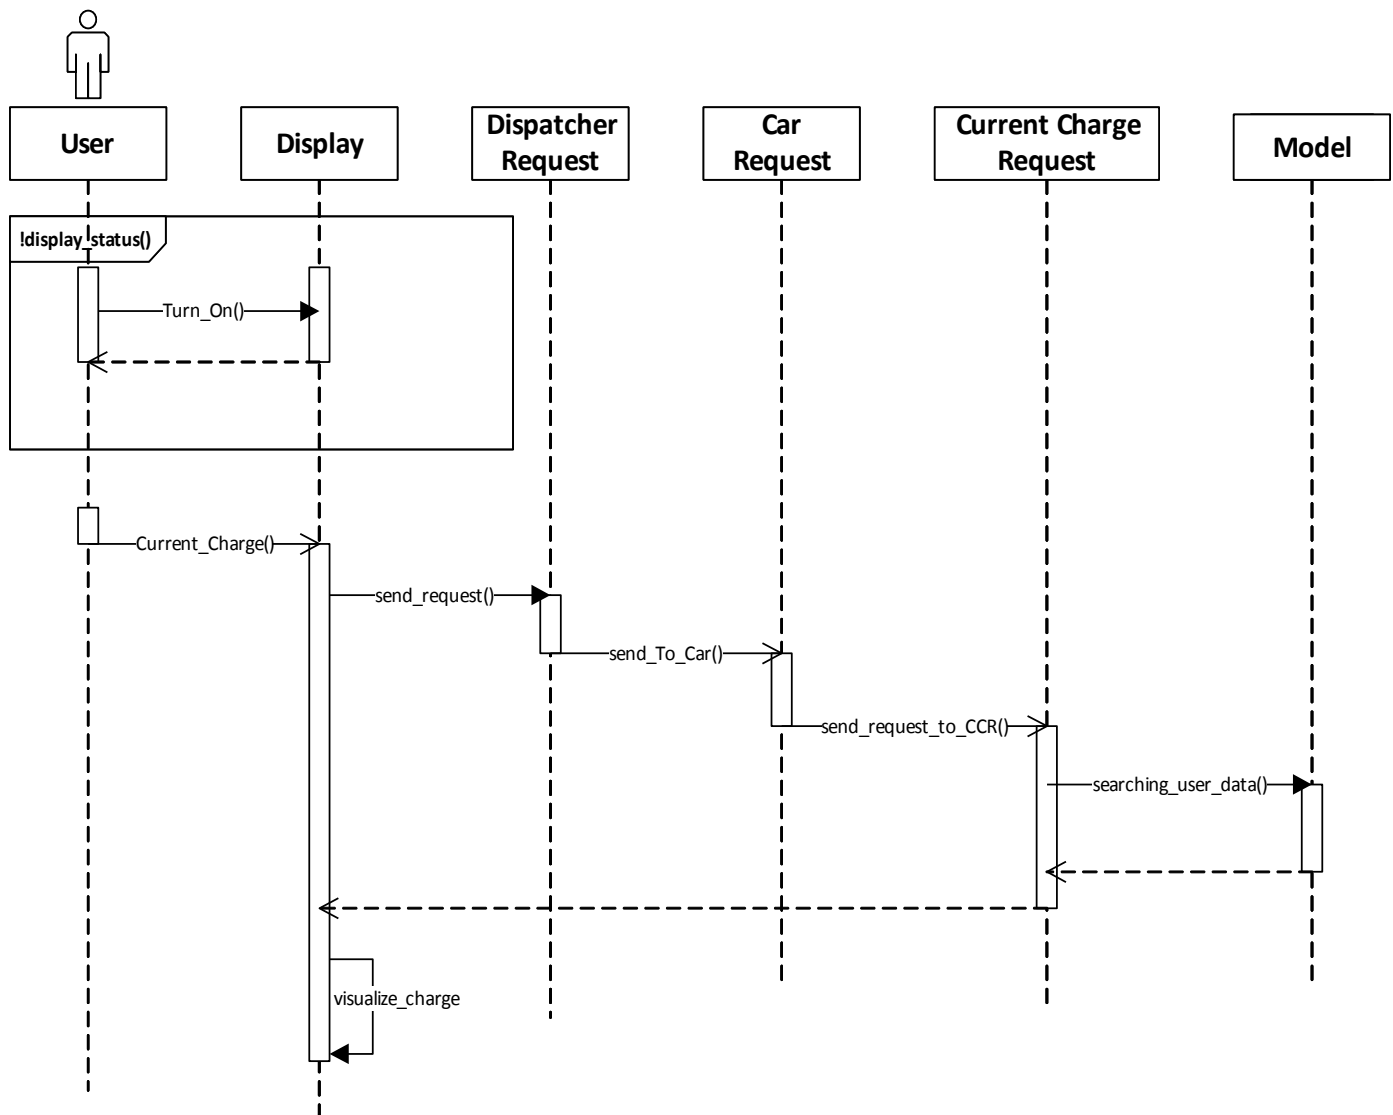 User
Display
Dispatcher
Request
Car
Request
Current Charge
Request
Model
!display_status()
Turn_On()
Current_Charge()
send_request()
send_To_Car()
send_request_to_CCR()
searching_user_data()
visualize_charge